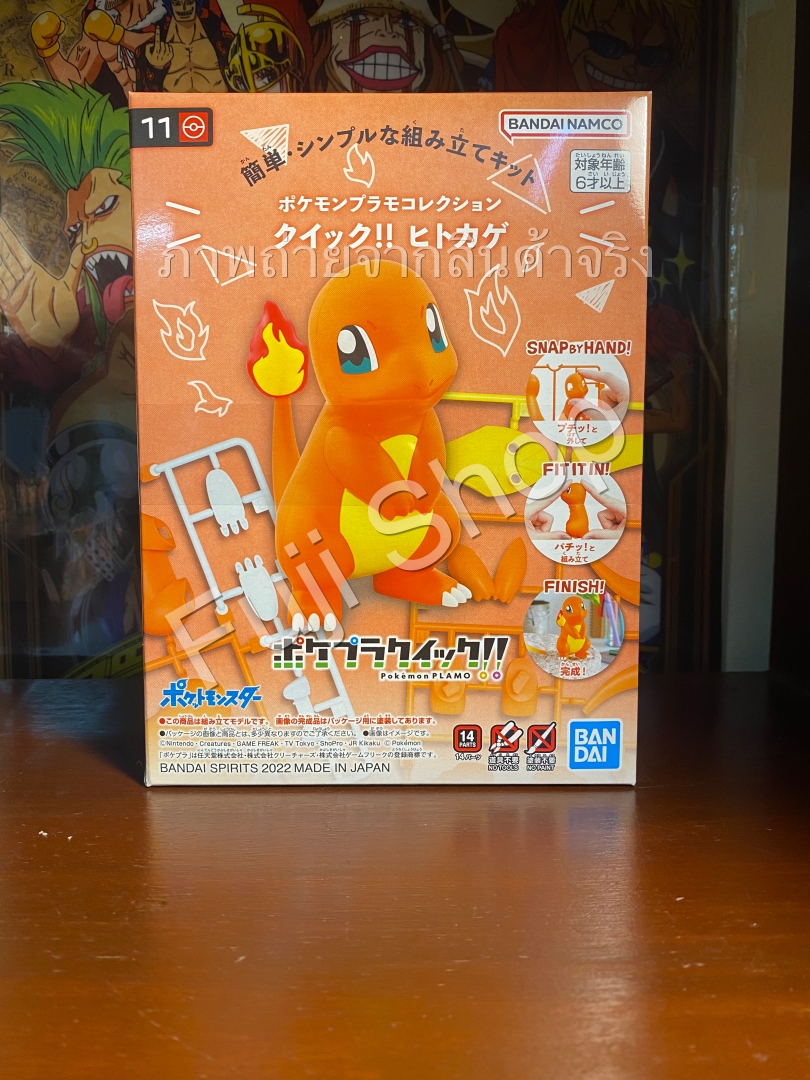 11
BANDAI NAMCO
簡単・シンプルな組み立てキット
対象年齢
6才以上
ポケモンプラモコレクション
クイック!! ヒトカゲ
ภาพถ่ายจากสินค้าจริง
SNAP BY HAND!
プチッ!と
外して
FIT IT IN!
パチッ!と
組み立て
FINISH!
完成!
Fuji Shop
ポケプラクイック!!
Pokémon PLAMO
ポケットモンスター
●この商品は組み立てモデルです。 画像の完成品はパッケージ用に塗装してあります。
●パッケージの画像と商品とは、多少異なりますのでご了承ください。 ●画像はイメージです。
©Nintendo・Creatures・GAME FREAK・TV Tokyo・ShoPro・JR Kikaku ©Pokémon
「ポケプラ」は任天堂株式会社・株式会社クリーチャーズ・株式会社ゲームフリークの登録商標です。
BANDAI SPIRITS 2022 MADE IN JAPAN
14
PARTS
14パーツ
道具不要
NO TOOLS
塗装不要
NO PAINT
BAN
DAI